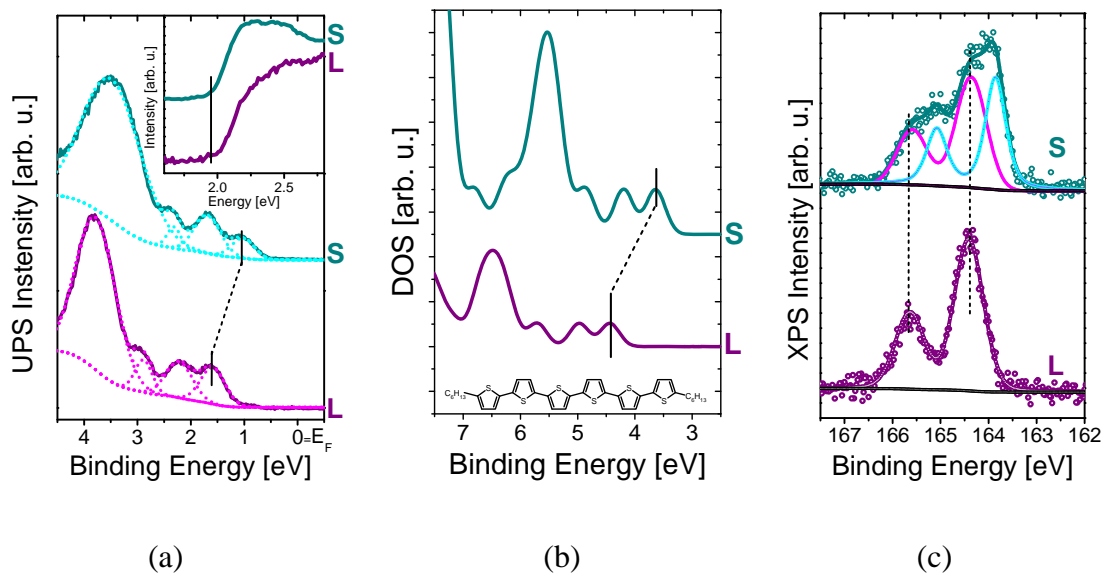 UPS Instensity [arb. u.]
Intensity [arb. u.]
S
L
2.0
2.5
Energy [eV]
S
L
4
3
2
1
0=E_F
Binding Energy [eV]
(a)
DOS [arb. u.]
S
L
C₆H₁₃
S
S
S
S
S
S
C₆H₁₃
7
6
5
4
3
Binding Energy [eV]
(b)
XPS Intensity [arb. u.]
S
L
167
166
165
164
163
162
Binding Energy [eV]
(c)